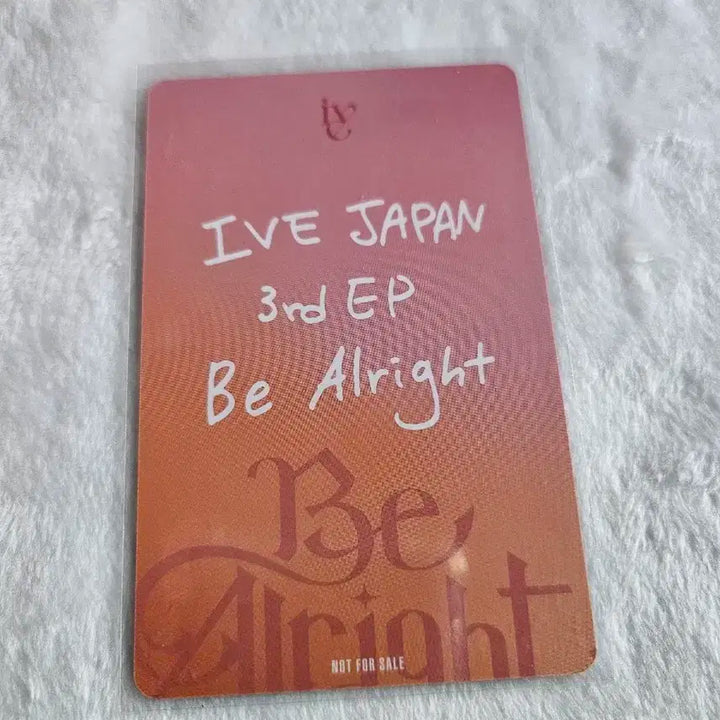 IVE
IVE JAPAN
3rd EP
Be Alright
Be
Alright
NOT FOR SALE